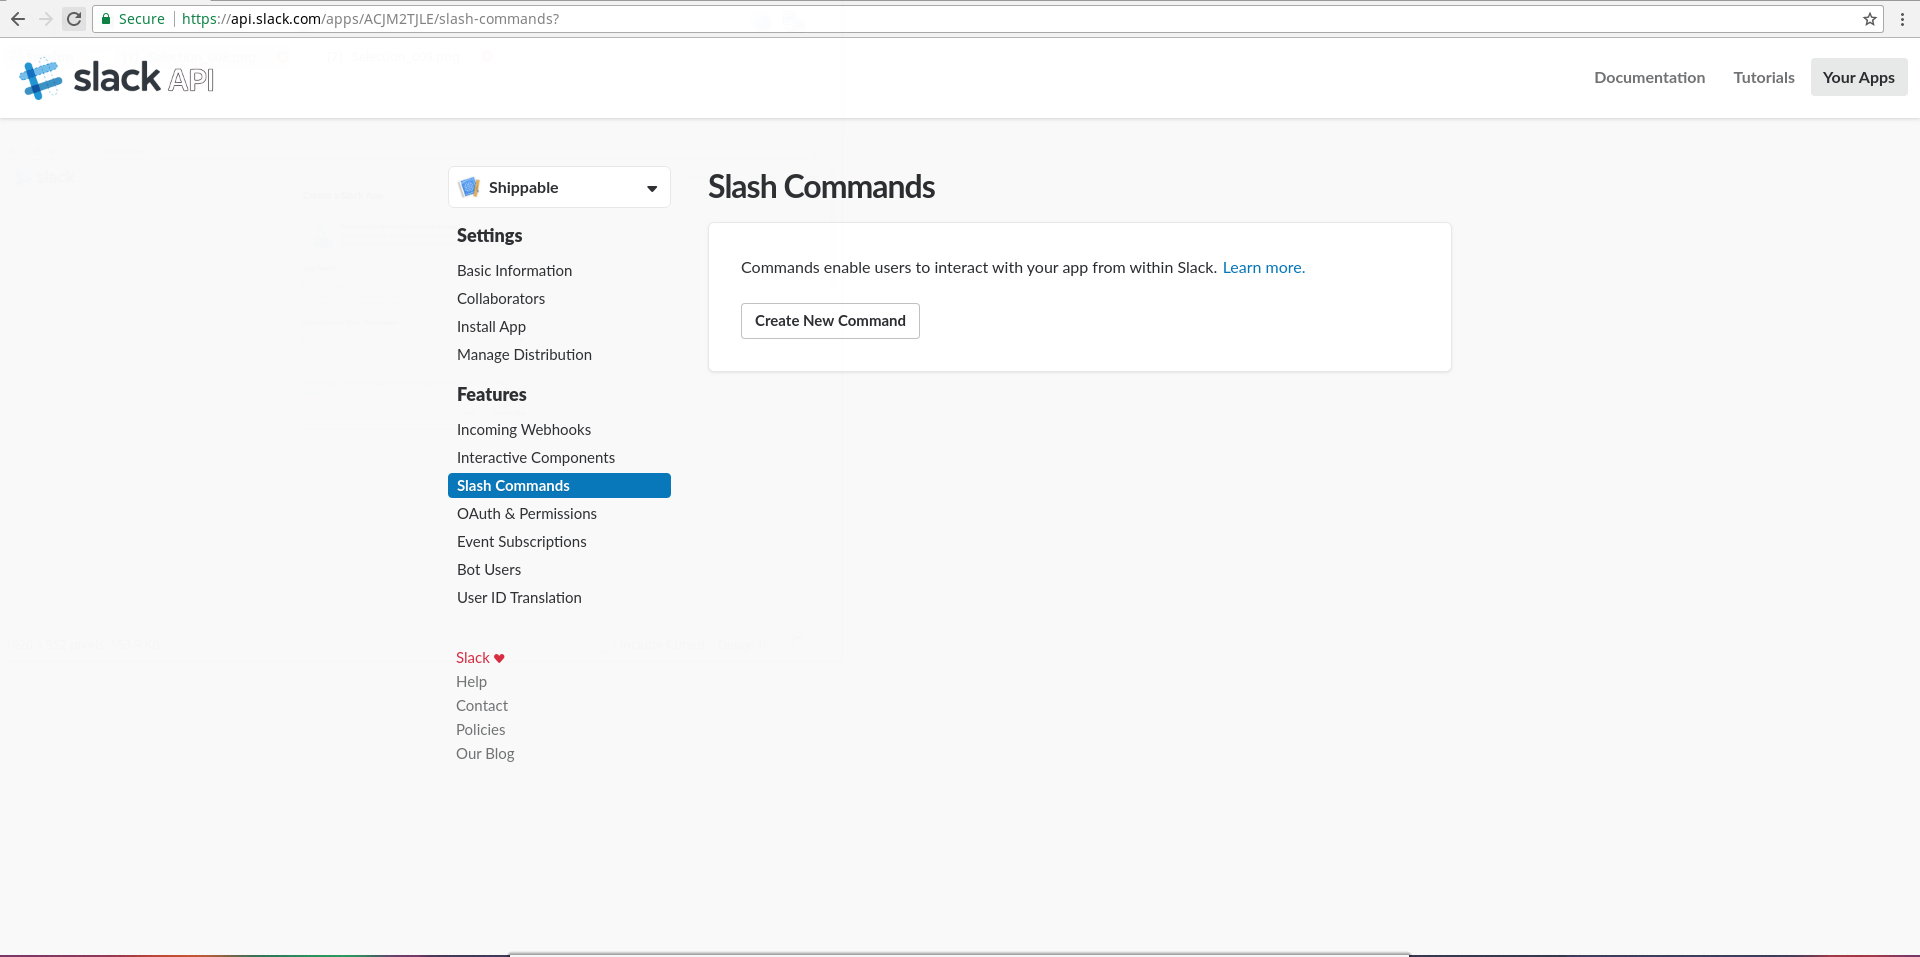 Secure
https://api.slack.com/apps/ACJM2TJLE/slash-commands?
slack API
Documentation
Tutorials
Your Apps
Shippable
Settings
Basic Information
Collaborators
Install App
Manage Distribution
Features
Incoming Webhooks
Interactive Components
Slash Commands
OAuth & Permissions
Event Subscriptions
Bot Users
User ID Translation
Slack ♥
Help
Contact
Policies
Our Blog
Slash Commands
Commands enable users to interact with your app from within Slack. Learn more.
Create New Command